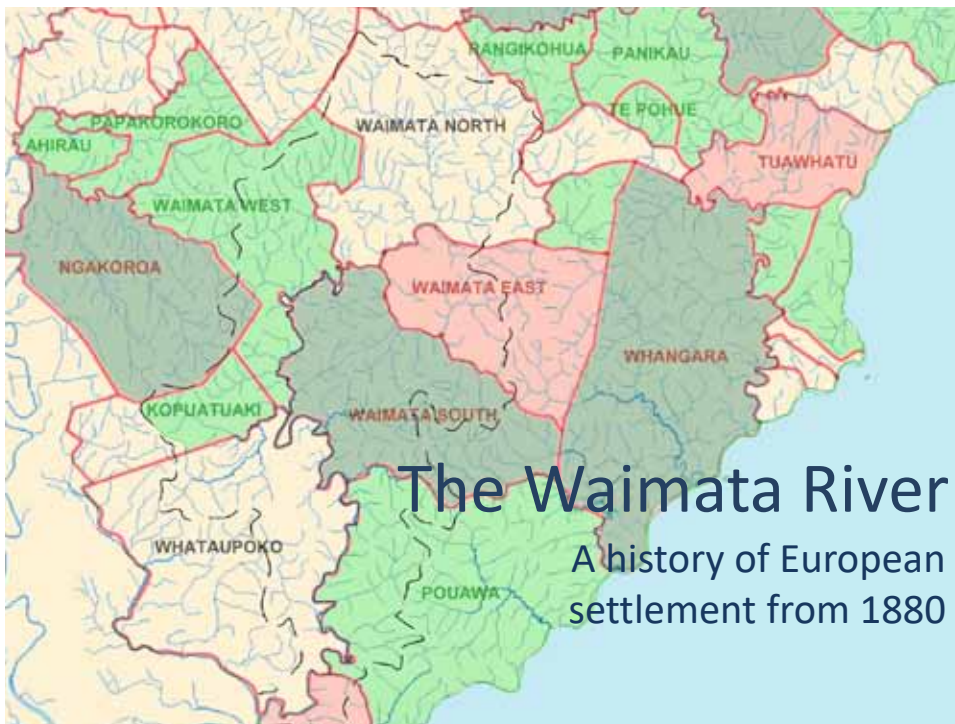 RANGIKOHUA
PANIKAU
PAPAKOROKORO
TE POHUE
WAIMATA NORTH
AHIRAU
TUAWHATU
WAIMATA WEST
NGAKOROA
WAIMATA EAST
WHANGARA
KOPUATUAKI
WAIMATA SOUTH
The Waimata River
WHATAUPOKO
A history of European
POUAWA
settlement from 1880